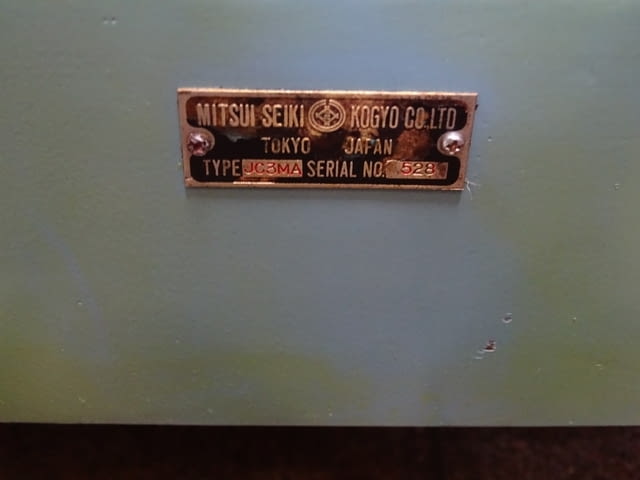 MITSUI SEIKI KOGYO CO.,LTD
TOKYO JAPAN
TYPE JC3MA SERIAL NO. 528